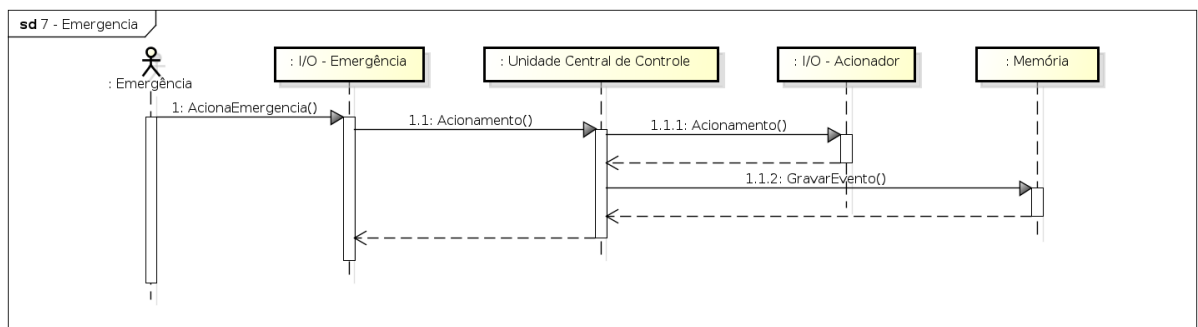 sd 7 - Emergencia
: Emergência
: I/O - Emergência
: Unidade Central de Controle
: I/O - Acionador
: Memória
1: AcionaEmergencia()
1.1: Acionamento()
1.1.1: Acionamento()
1.1.2: GravarEvento()